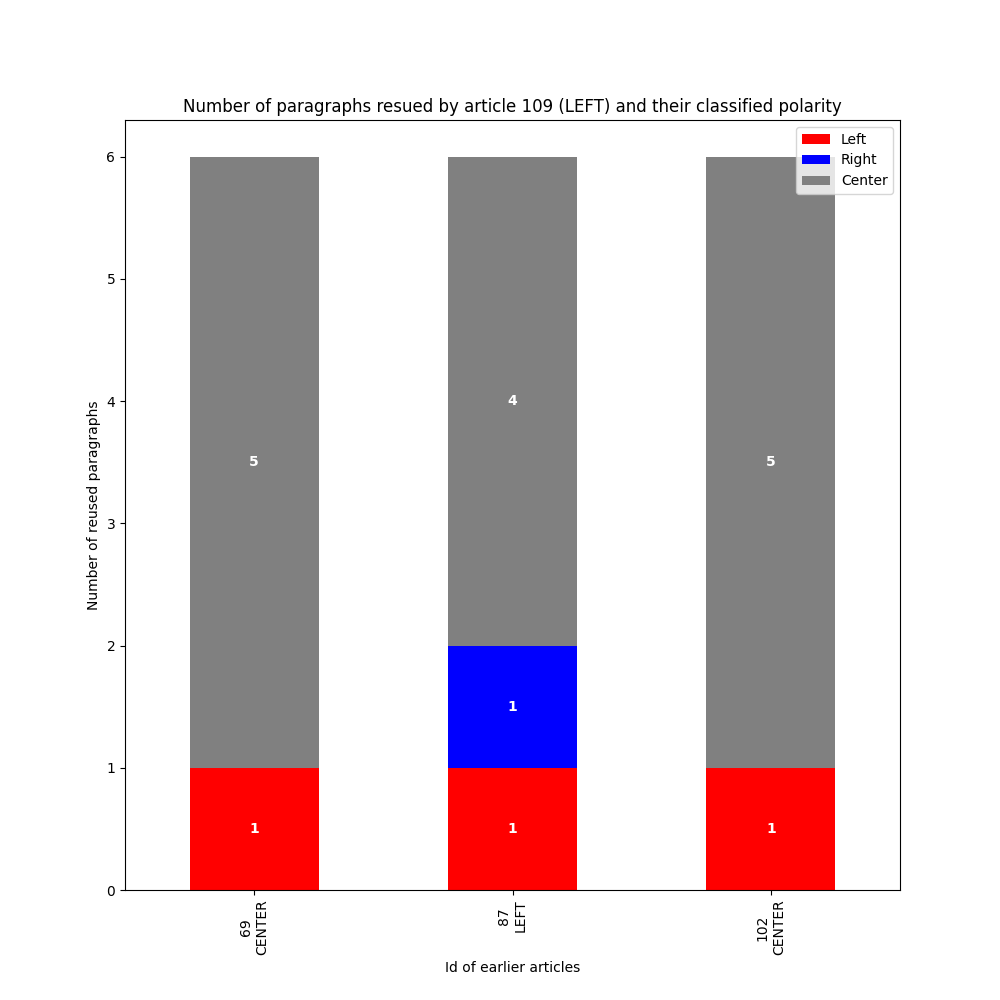 Number of paragraphs resued by article 109 (LEFT) and their classified polarity
Left
Right
Center
Number of reused paragraphs
6
5
4
3
2
1
0
5
1
4
1
1
5
1
69
CENTER
87
LEFT
102
CENTER
Id of earlier articles